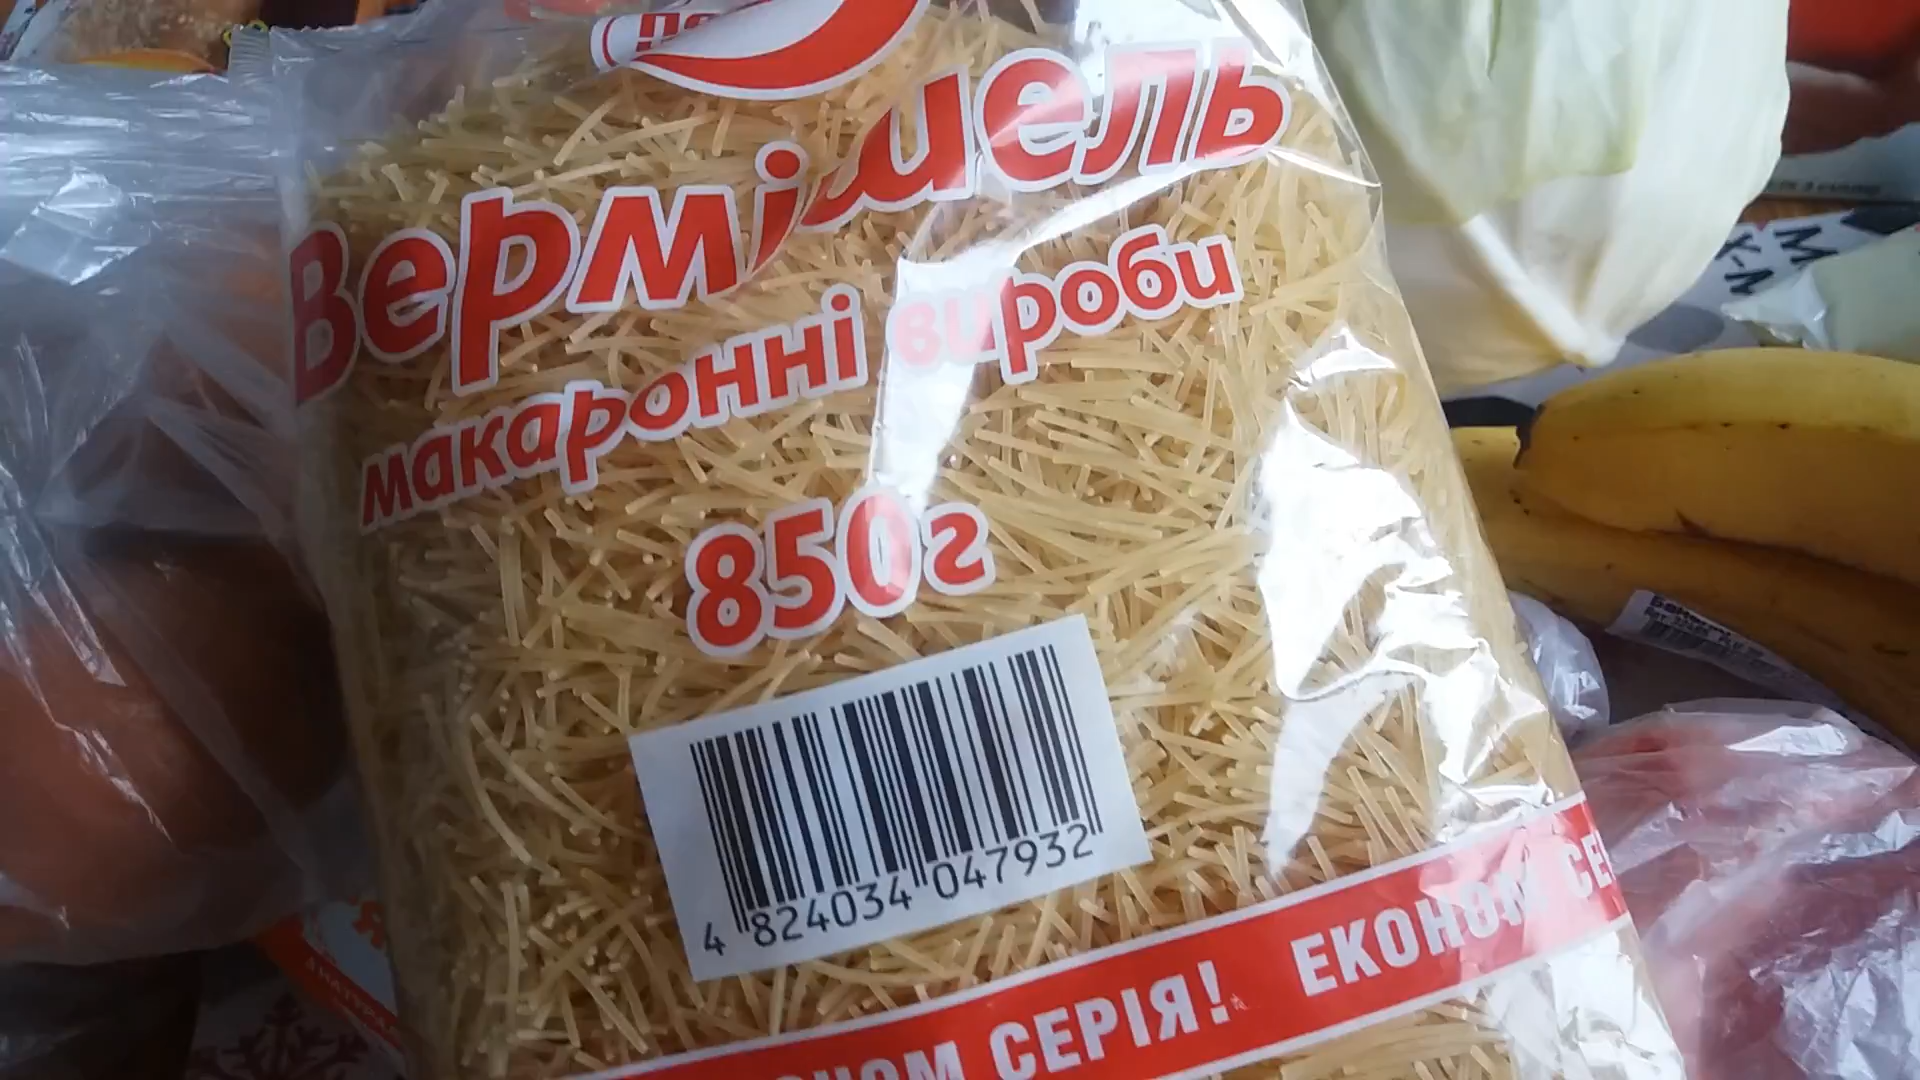 Вермішель
макаронні вироби
850г
4 824034 047932
СЕРІЯ! ЕКОНОМ